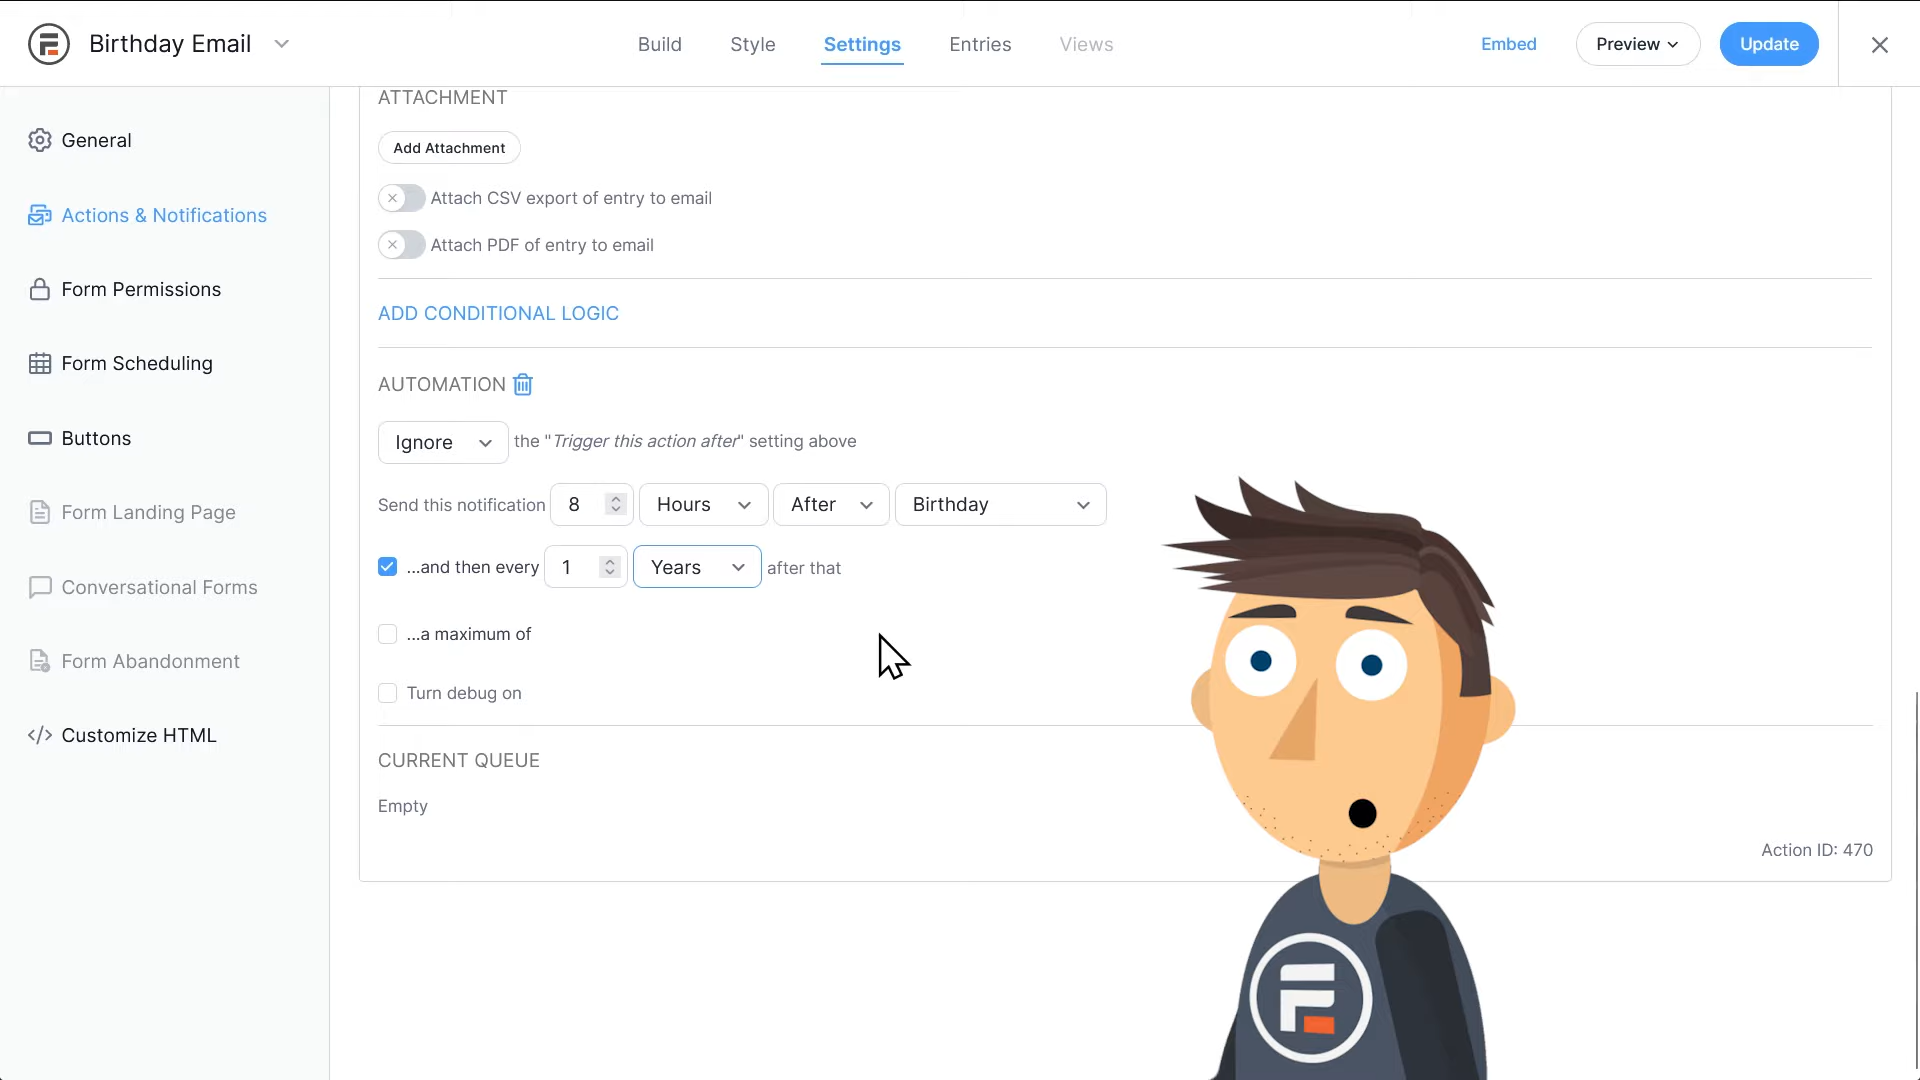 Birthday Email
Build Style Settings Entries Views
Embed Preview Update
General
Actions & Notifications
Form Permissions
Form Scheduling
Buttons
Form Landing Page
Conversational Forms
Form Abandonment
Customize HTML
ATTACHMENT
Add Attachment
Attach CSV export of entry to email
Attach PDF of entry to email
ADD CONDITIONAL LOGIC
AUTOMATION
Ignore the "Trigger this action after" setting above
Send this notification 8 Hours After Birthday
...and then every 1 Years after that
...a maximum of
Turn debug on
CURRENT QUEUE
Empty
Action ID: 470